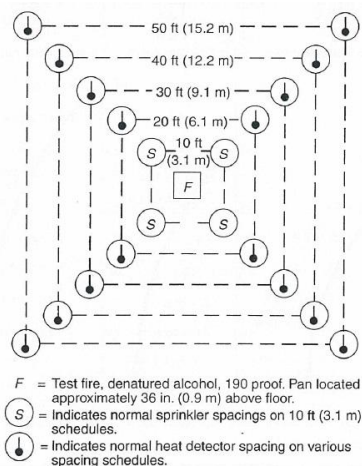 50 ft (15.2 m)
40 ft (12.2 m)
30 ft (9.1 m)
20 ft (6.1 m)
10 ft
(3.1 m)
S S
F
S S
F = Test fire, denatured alcohol, 190 proof. Pan located
approximately 36 in. (0.9 m) above floor.
S = Indicates normal sprinkler spacings on 10 ft (3.1 m)
schedules.
= Indicates normal heat detector spacing on various
spacing schedules.